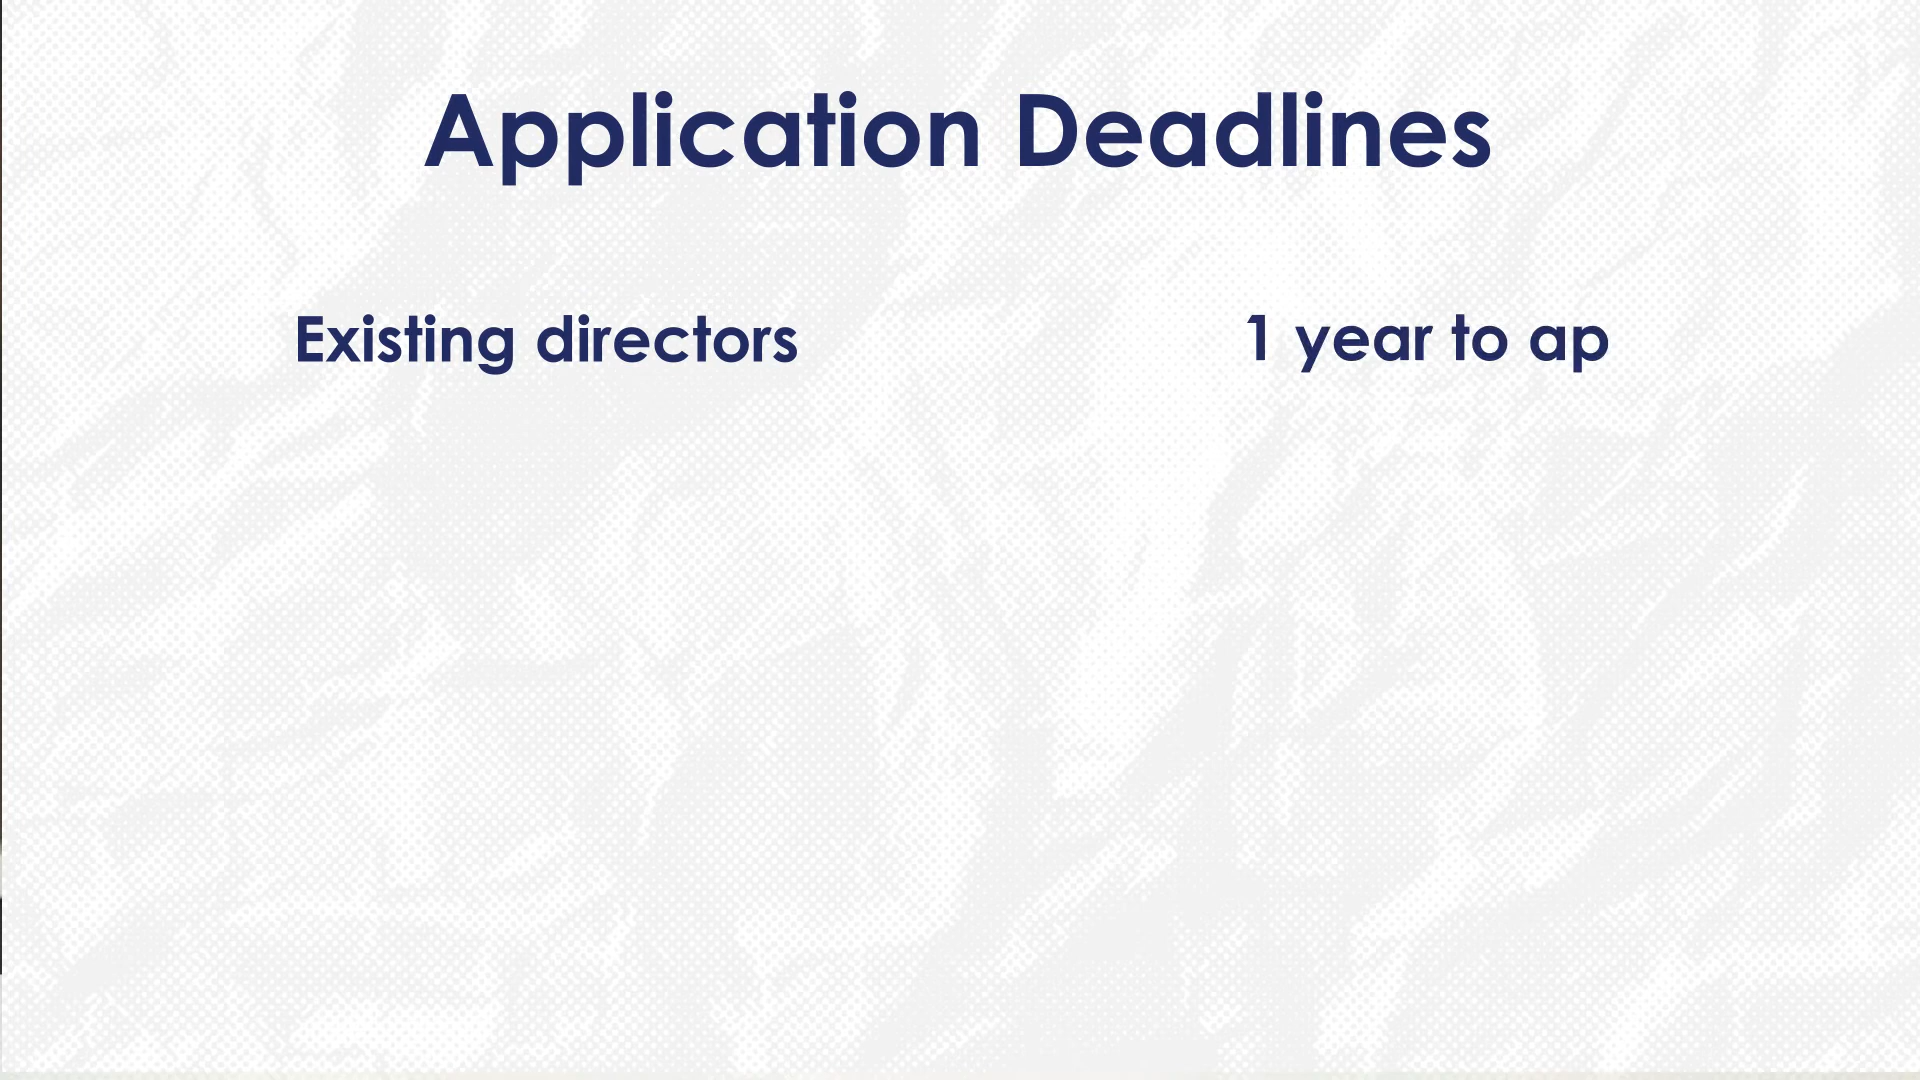 Application Deadlines
Existing directors
1 year to ap